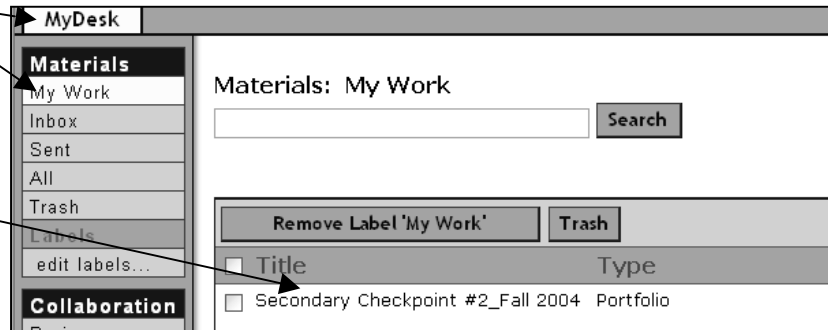 MyDesk
Materials
My Work
Inbox
Sent
All
Trash
Labels
edit labels...
Collaboration
Materials: My Work
Search
Remove Label 'My Work' Trash
Title Type
Secondary Checkpoint #2_Fall 2004 Portfolio